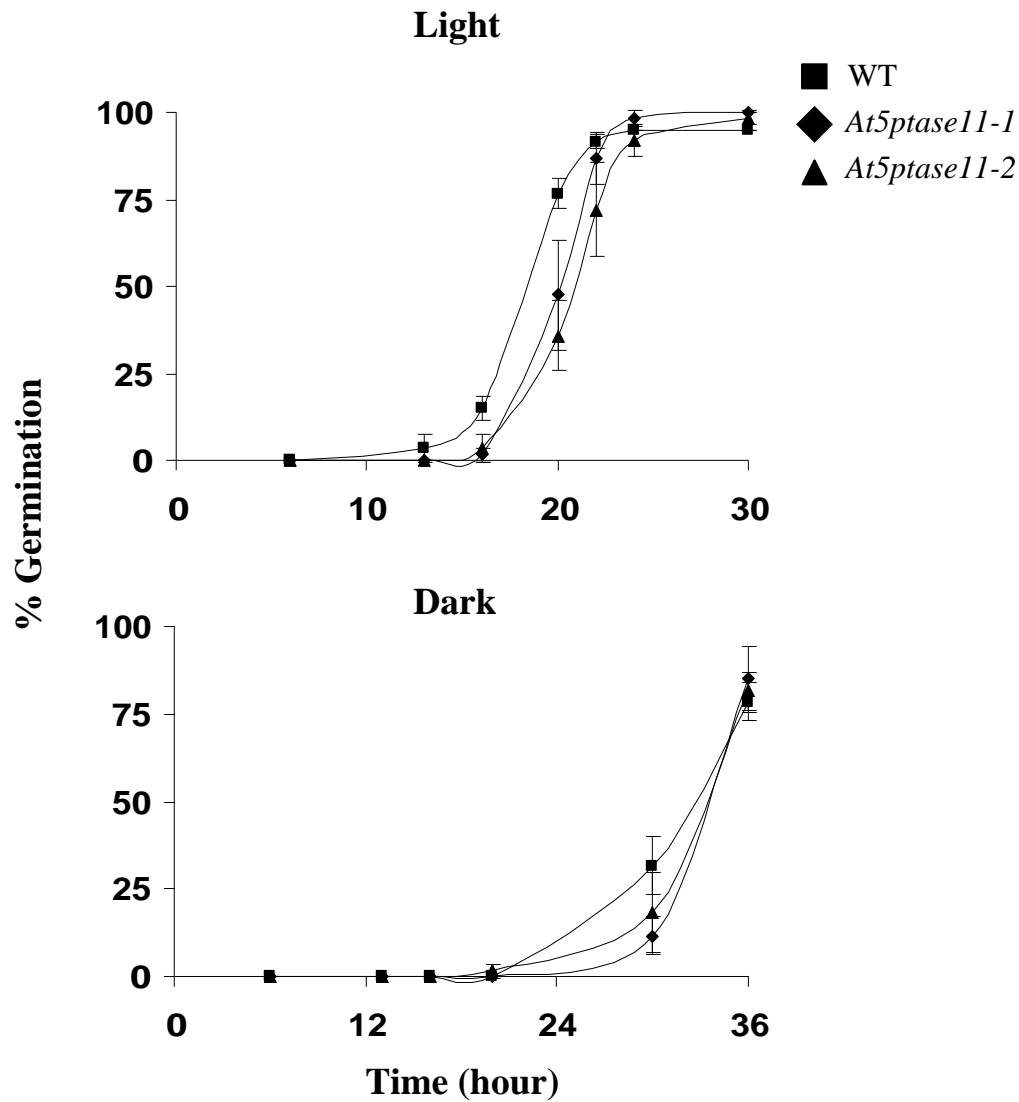 Light
WT
At5ptase11-1
At5ptase11-2
100
75
50
25
0
0 10 20 30
% Germination
Dark
100
75
50
25
0
0 12 24 36
Time (hour)